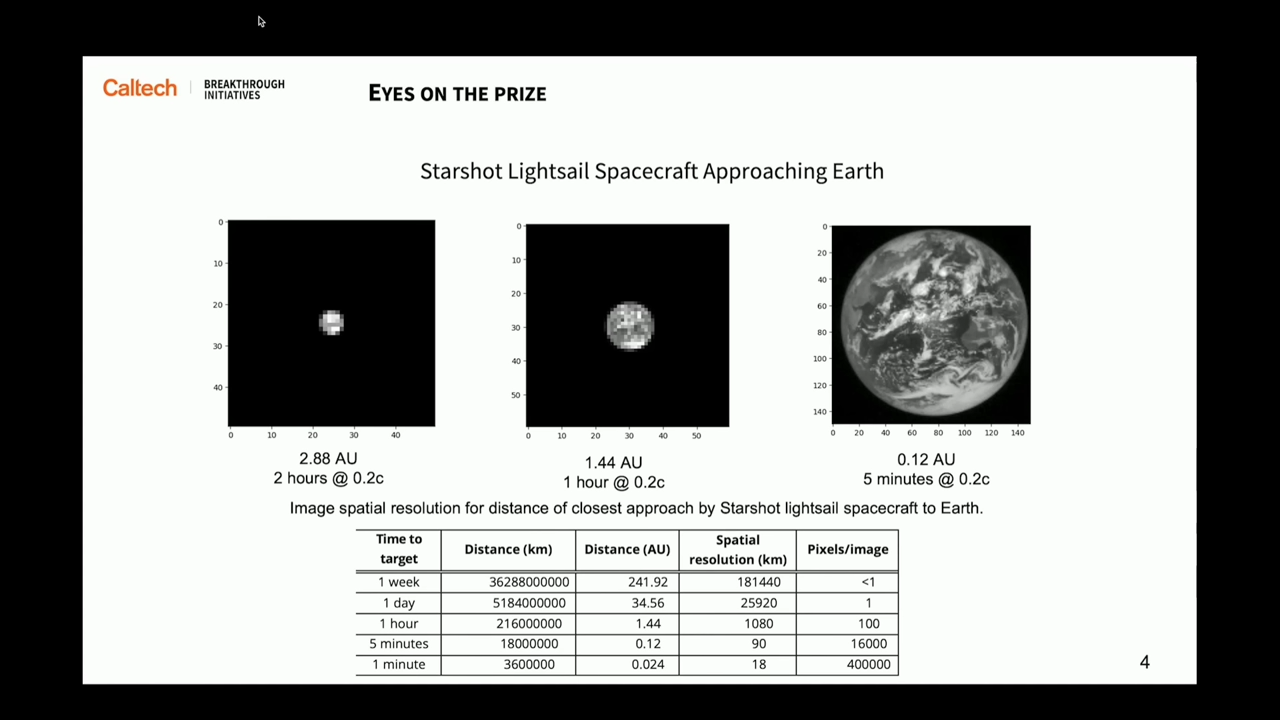 Caltech
BREAKTHROUGH
INITIATIVES
EYES ON THE PRIZE
Starshot Lightsail Spacecraft Approaching Earth
0
10
20
30
40
0 10 20 30 40
2.88 AU
2 hours @ 0.2c
0
10
20
30
40
50
0 10 20 30 40 50
1.44 AU
1 hour @ 0.2c
0
20
40
60
80
100
120
140
0 20 40 60 80 100 120 140
0.12 AU
5 minutes @ 0.2c
Image spatial resolution for distance of closest approach by Starshot lightsail spacecraft to Earth.
Time to target Distance (km) Distance (AU) Spatial resolution (km) Pixels/image
1 week 36288000000 241.92 181440 <1
1 day 5184000000 34.56 25920 1
1 hour 216000000 1.44 1080 100
5 minutes 18000000 0.12 90 16000
1 minute 3600000 0.024 18 400000
4